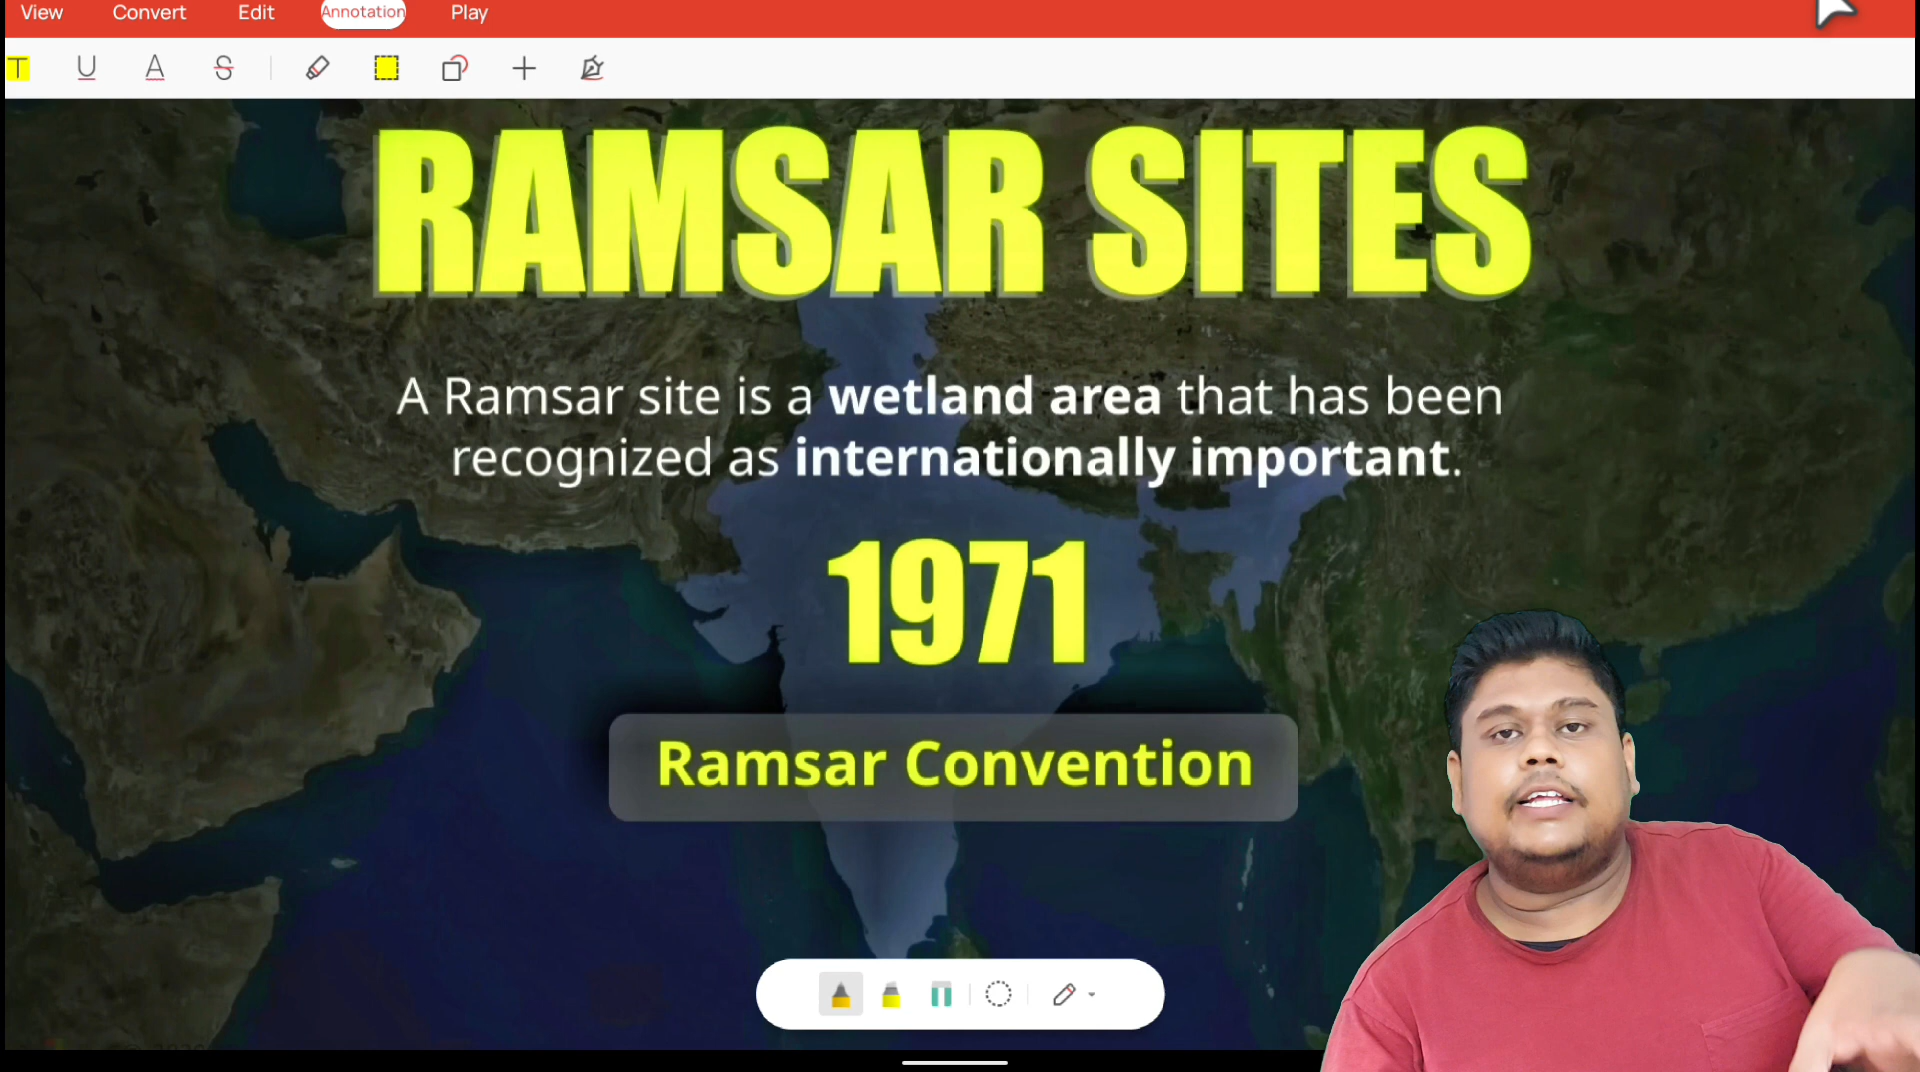 View Convert Edit Annotation Play
T U A S
RAMSAR SITES
A Ramsar site is a wetland area that has been
recognized as internationally important.
1971
Ramsar Convention